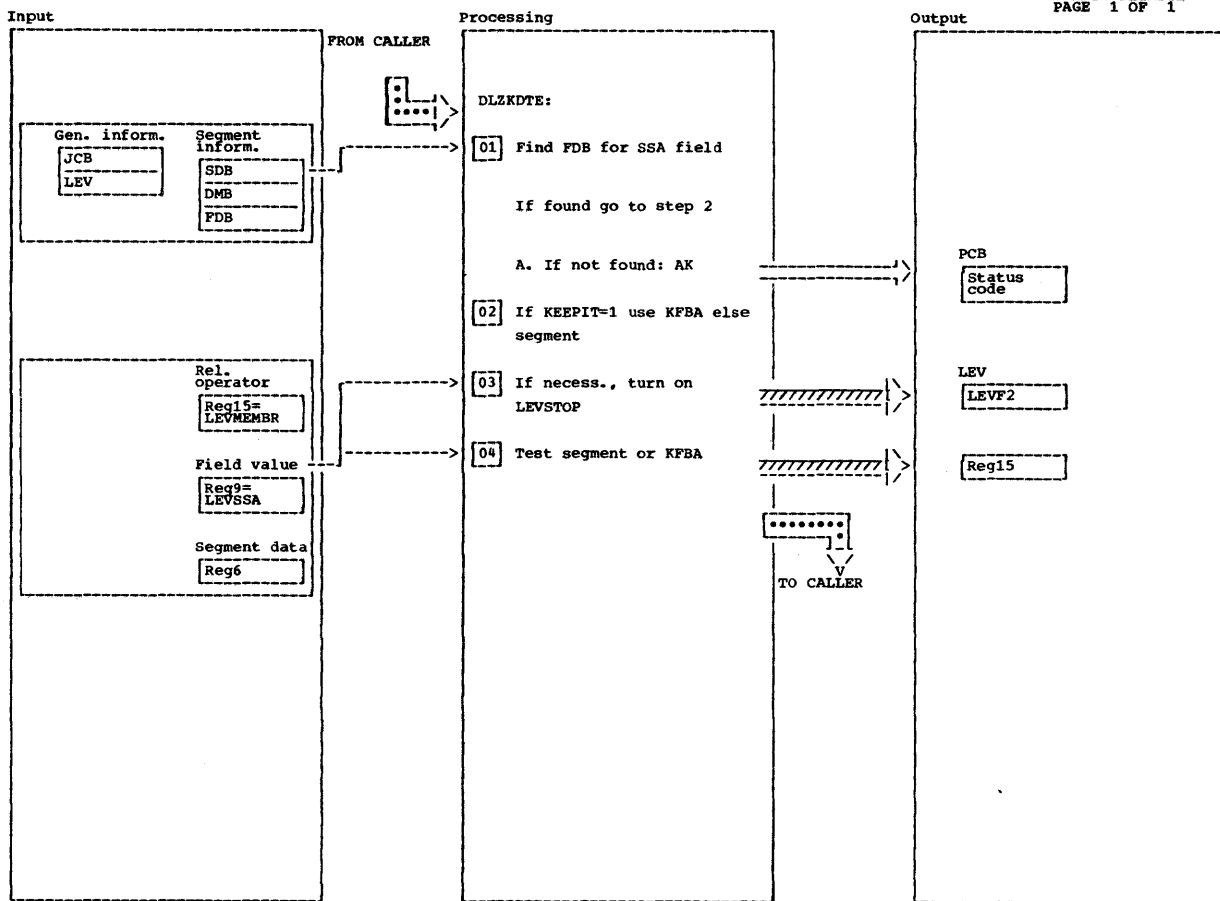 PAGE 1 OF 1
Input
Processing
Output
FROM CALLER
DLZKDTE:
Gen. inform.
Segment
inform.
JCB
LEV
SDB
DMB
FDB
01 Find FDB for SSA field
If found go to step 2
A. If not found: AK
PCB
Status
code
02 If KEEPIT=1 use KFBA else
segment
Rel.
operator
Reg15=
LEVMEMBR
03 If necess., turn on
LEVSTOP
LEV
LEVF2
Field value
Reg9=
LEVSSA
04 Test segment or KFBA
Reg15
Segment data
Reg6
TO CALLER